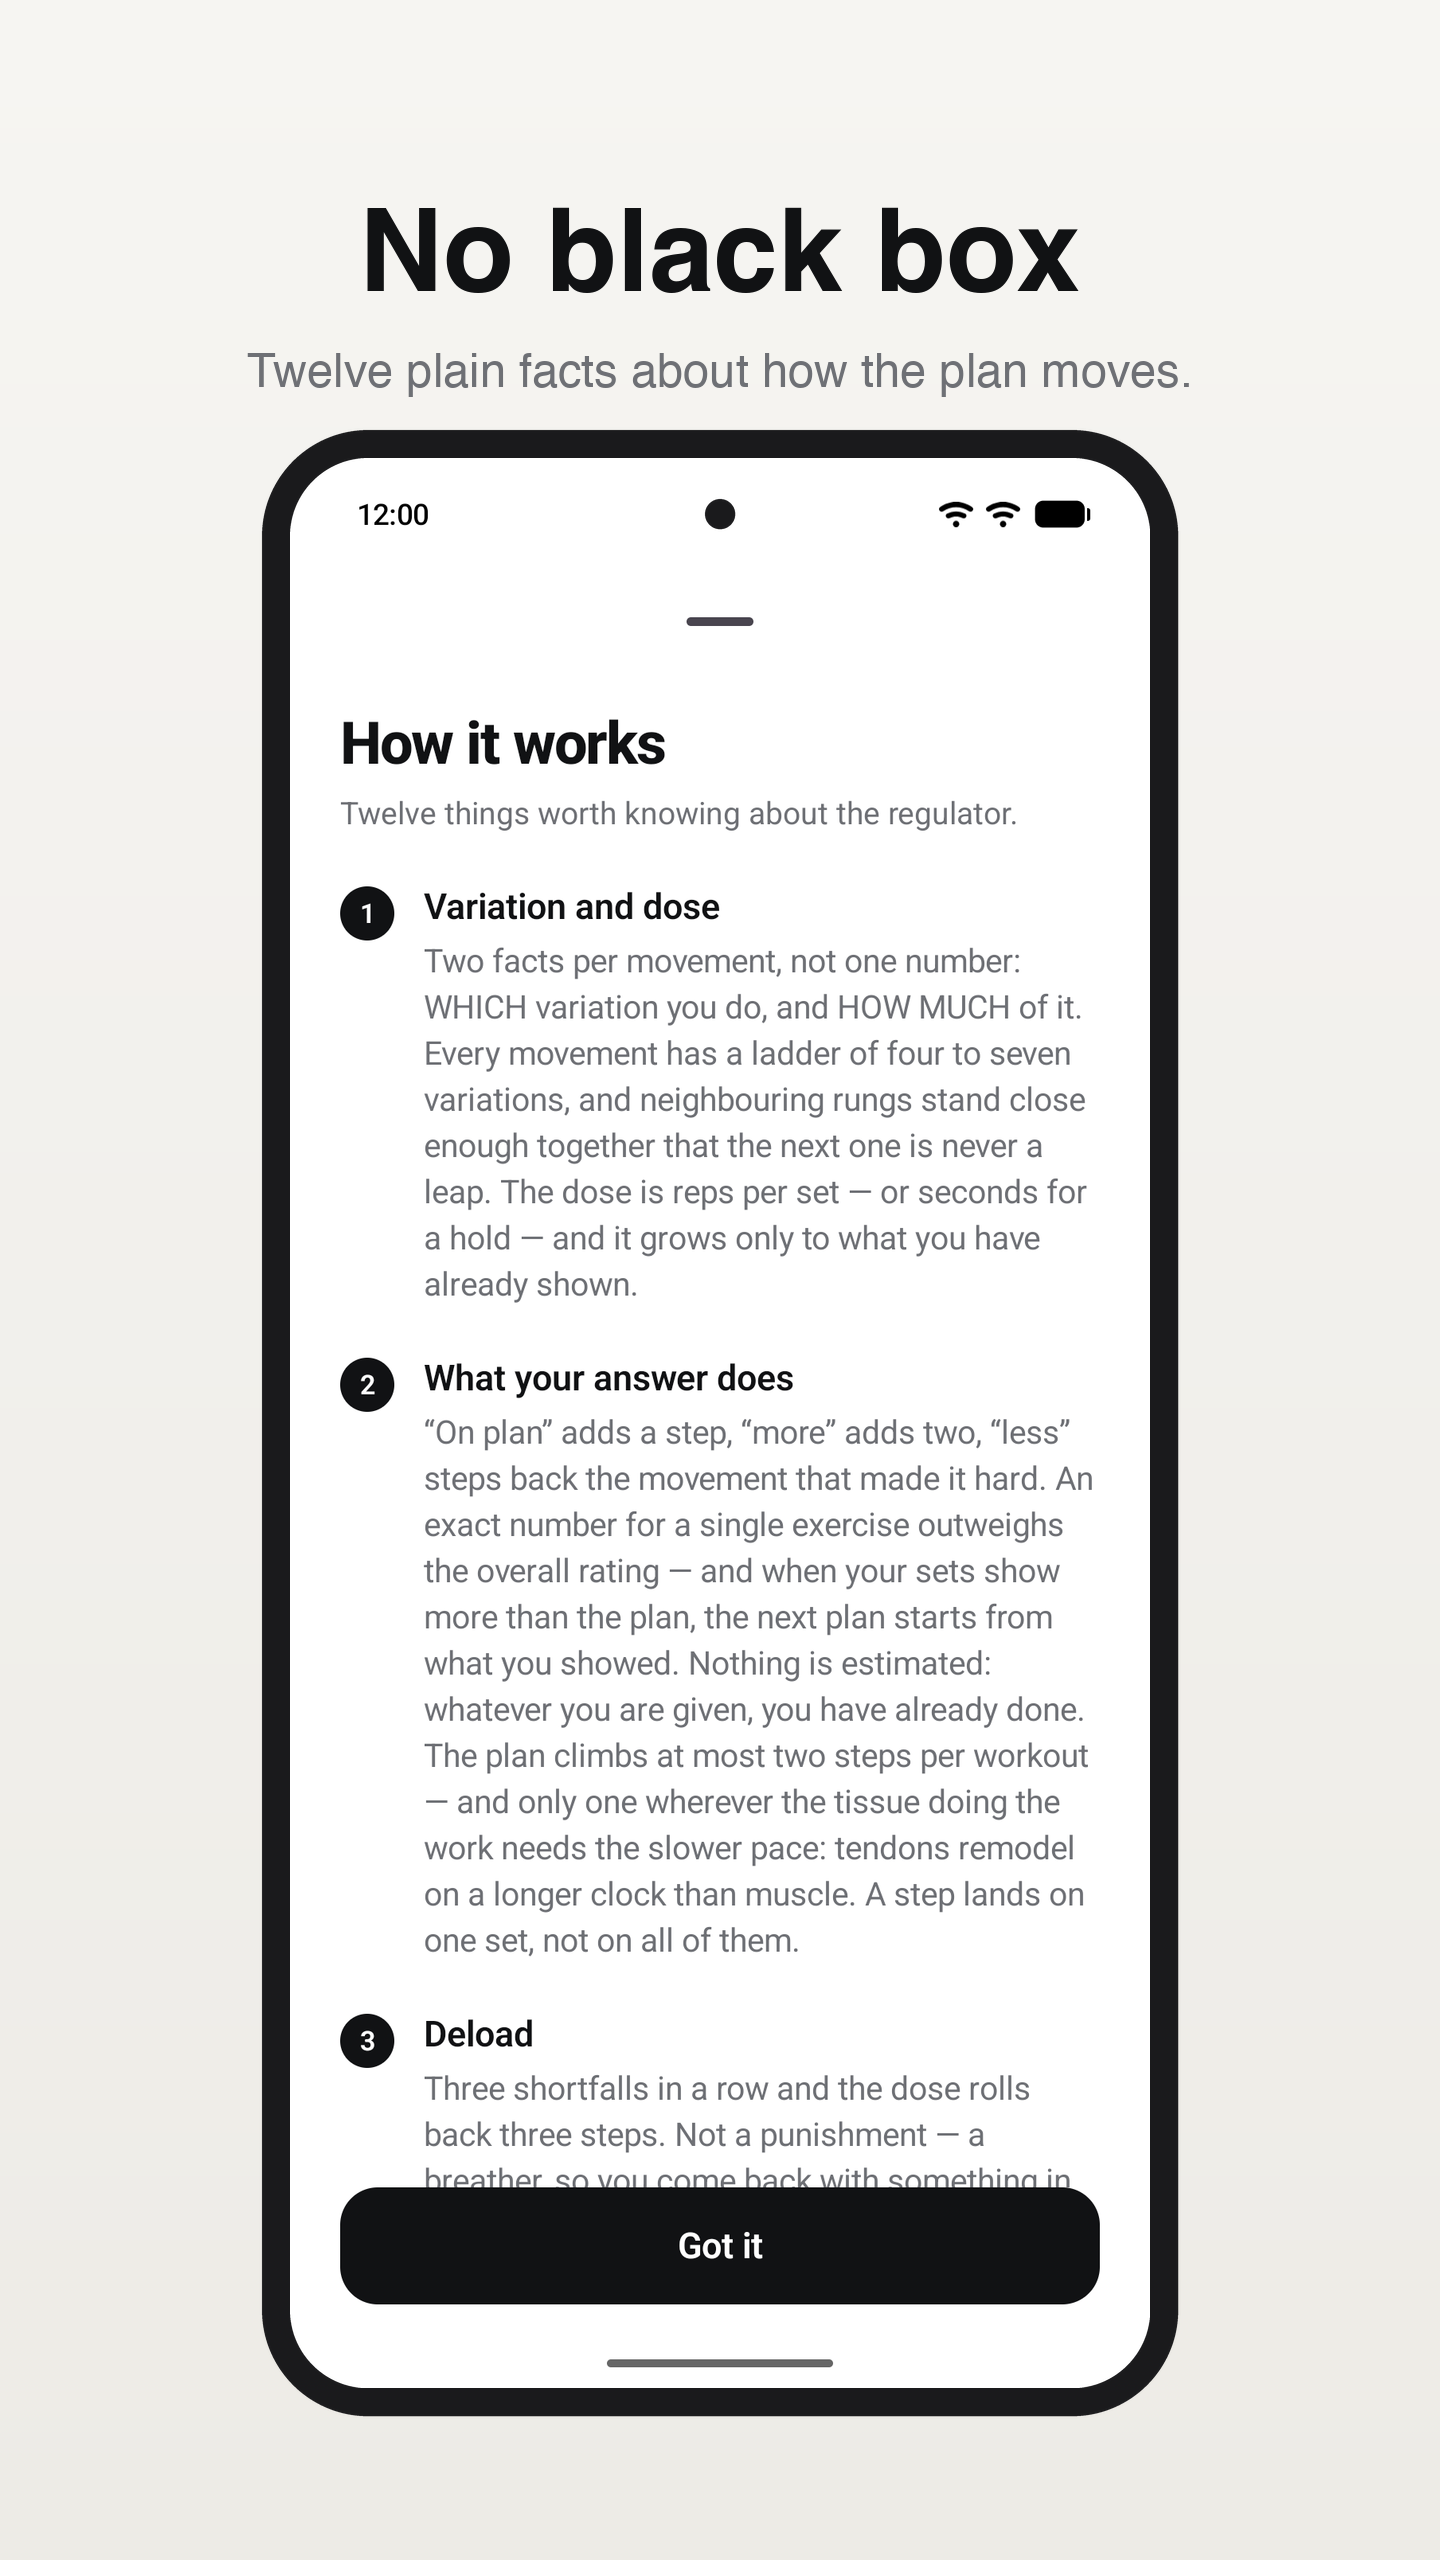 No black box
Twelve plain facts about how the plan moves.
12:00
How it works
Twelve things worth knowing about the regulator.
1
Variation and dose
Two facts per movement, not one number:
WHICH variation you do, and HOW MUCH of it.
Every movement has a ladder of four to seven
variations, and neighbouring rungs stand close
enough together that the next one is never a
leap. The dose is reps per set — or seconds for
a hold — and it grows only to what you have
already shown.
2
What your answer does
“On plan” adds a step, “more” adds two, “less”
steps back the movement that made it hard. An
exact number for a single exercise outweighs
the overall rating — and when your sets show
more than the plan, the next plan starts from
what you showed. Nothing is estimated:
whatever you are given, you have already done.
The plan climbs at most two steps per workout
— and only one wherever the tissue doing the
work needs the slower pace: tendons remodel
on a longer clock than muscle. A step lands on
one set, not on all of them.
3
Deload
Three shortfalls in a row and the dose rolls
back three steps. Not a punishment — a
breather, so you come back with something in
Got it